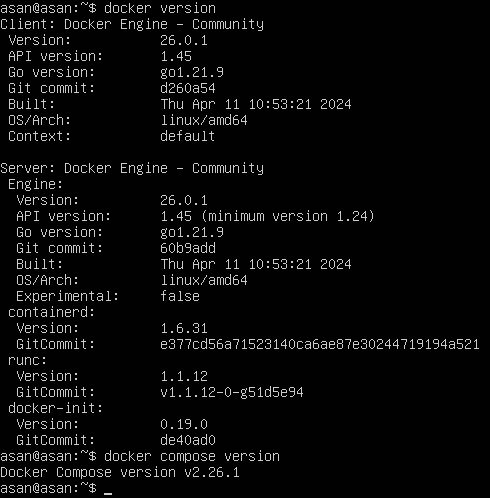 asan@asan:~$ docker version
Client: Docker Engine – Community
 Version:           26.0.1
 API version:       1.45
 Go version:        go1.21.9
 Git commit:        d260a54
 Built:             Thu Apr 11 10:53:21 2024
 OS/Arch:           linux/amd64
 Context:           default

Server: Docker Engine – Community
 Engine:
  Version:          26.0.1
  API version:      1.45 (minimum version 1.24)
  Go version:       go1.21.9
  Git commit:       60b9add
  Built:            Thu Apr 11 10:53:21 2024
  OS/Arch:          linux/amd64
  Experimental:     false
 containerd:
  Version:          1.6.31
  GitCommit:        e377cd56a71523140ca6ae87e30244719194a521
 runc:
  Version:          1.1.12
  GitCommit:        v1.1.12-0-g51d5e94
 docker-init:
  Version:          0.19.0
  GitCommit:        de40ad0
asan@asan:~$ docker compose version
Docker Compose version v2.26.1
asan@asan:~$ _